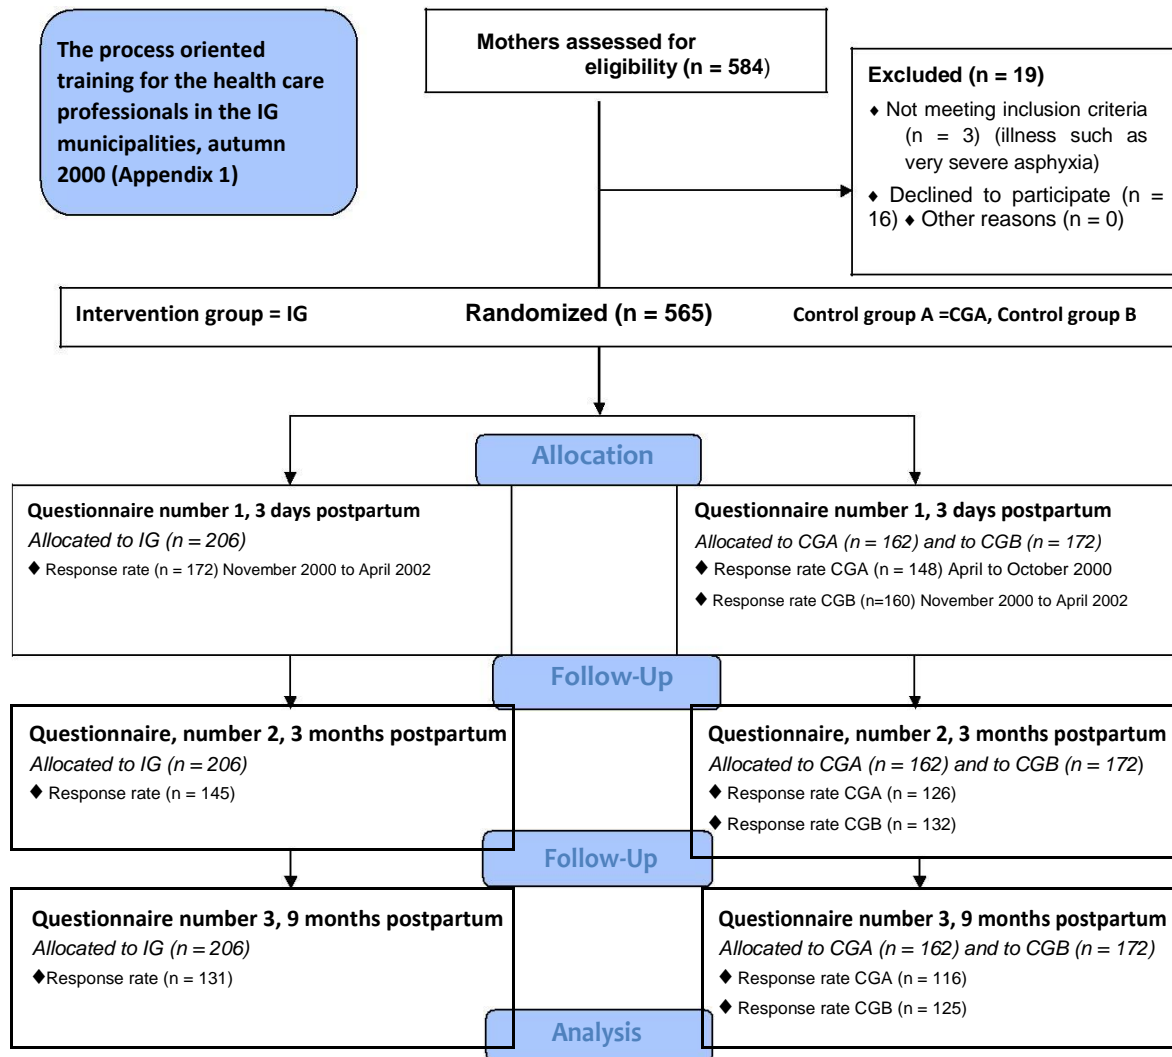 The process oriented
training for the health care
professionals in the IG
municipalities, autumn
2000 (Appendix 1)
Mothers assessed for
eligibility (n = 584)
Excluded (n = 19)
♦ Not meeting inclusion criteria
(n = 3) (illness such as
very severe asphyxia)
♦ Declined to participate (n =
16) ♦ Other reasons (n = 0)
Intervention group = IG Randomized (n = 565) Control group A =CGA, Control group B
Allocation
Questionnaire number 1, 3 days postpartum
Allocated to IG (n = 206)
♦ Response rate (n = 172) November 2000 to April 2002
Questionnaire number 1, 3 days postpartum
Allocated to CGA (n = 162) and to CGB (n = 172)
♦ Response rate CGA (n = 148) April to October 2000
♦ Response rate CGB (n=160) November 2000 to April 2002
Follow-Up
Questionnaire, number 2, 3 months postpartum
Allocated to IG (n = 206)
♦ Response rate (n = 145)
Questionnaire, number 2, 3 months postpartum
Allocated to CGA (n = 162) and to CGB (n = 172)
♦ Response rate CGA (n = 126)
♦ Response rate CGB (n = 132)
Follow-Up
Questionnaire number 3, 9 months postpartum
Allocated to IG (n = 206)
♦Response rate (n = 131)
Questionnaire number 3, 9 months postpartum
Allocated to CGA (n = 162) and to CGB (n = 172)
♦ Response rate CGA (n = 116)
♦ Response rate CGB (n = 125)
Analysis